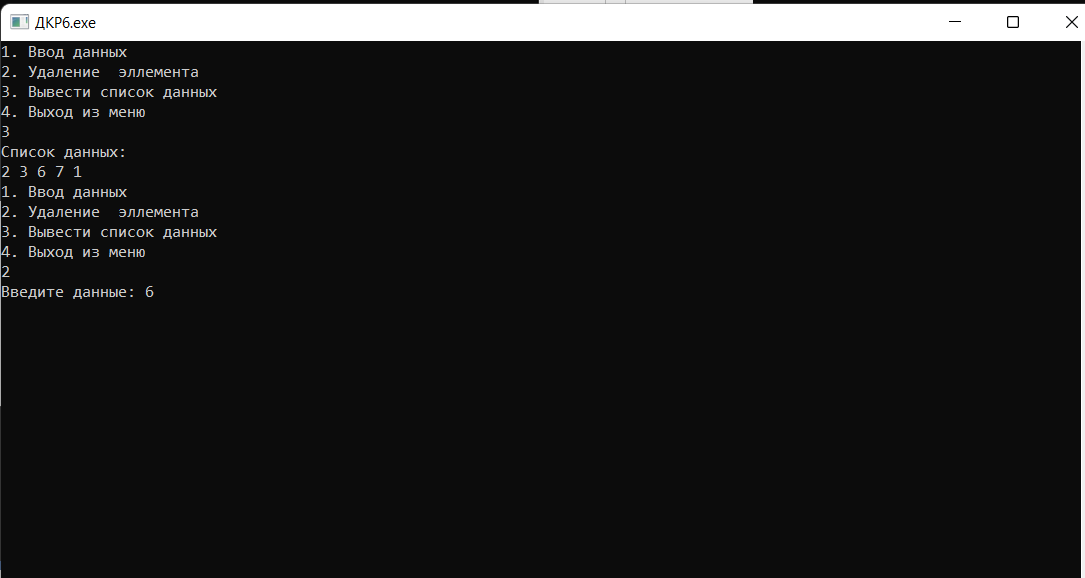 ДКР6.exe
1. Ввод данных
2. Удаление  эллемента
3. Вывести список данных
4. Выход из меню
3
Список данных:
2 3 6 7 1
1. Ввод данных
2. Удаление  эллемента
3. Вывести список данных
4. Выход из меню
2
Введите данные: 6